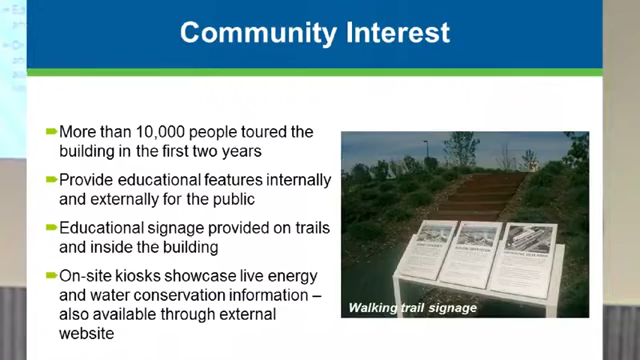 Community Interest
More than 10,000 people toured the
building in the first two years
Provide educational features internally
and externally for the public
Educational signage provided on trails
and inside the building
On-site kiosks showcase live energy
and water conservation information –
also available through external
website
Walking trail signage